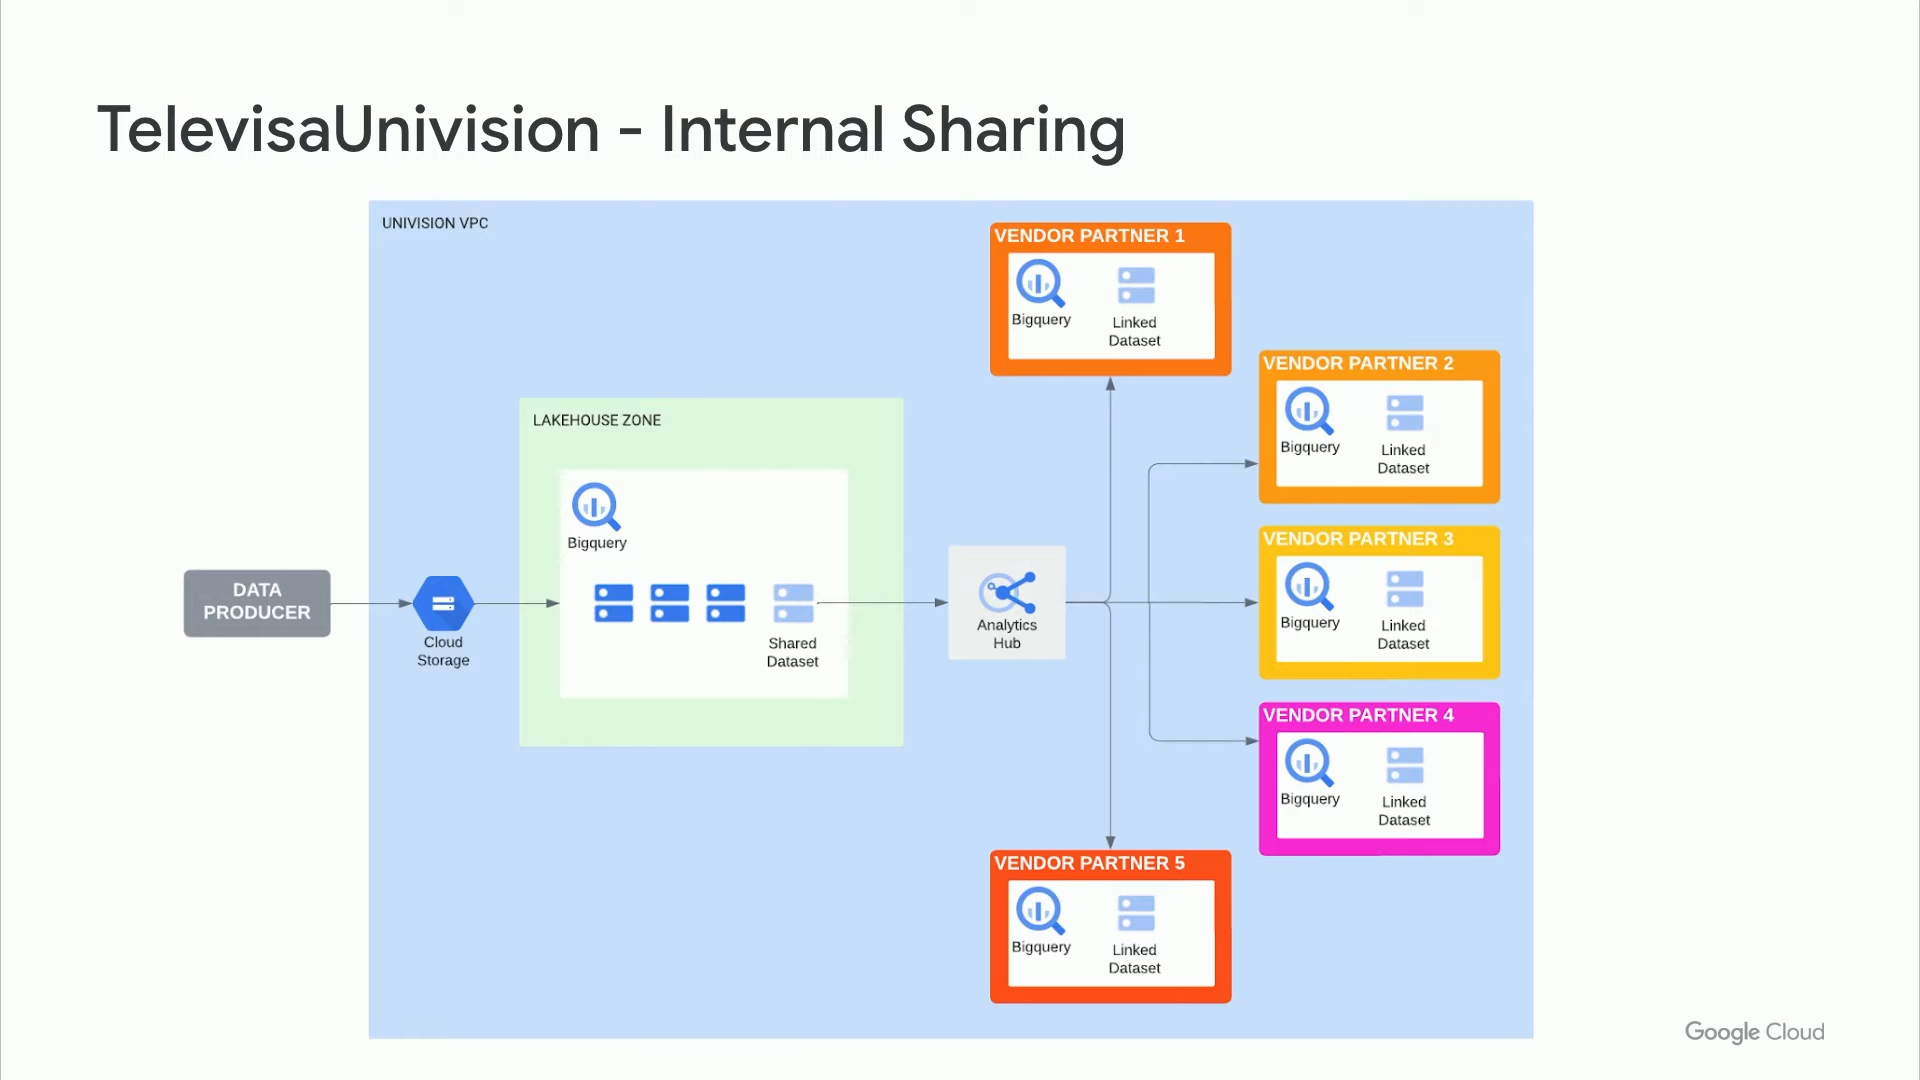 TelevisaUnivision - Internal Sharing
UNIVISION VPC
DATA
PRODUCER
Cloud
Storage
LAKEHOUSE ZONE
Bigquery
Shared
Dataset
Analytics
Hub
VENDOR PARTNER 1
Bigquery
Linked
Dataset
VENDOR PARTNER 2
Bigquery
Linked
Dataset
VENDOR PARTNER 3
Bigquery
Linked
Dataset
VENDOR PARTNER 4
Bigquery
Linked
Dataset
VENDOR PARTNER 5
Bigquery
Linked
Dataset
Google Cloud